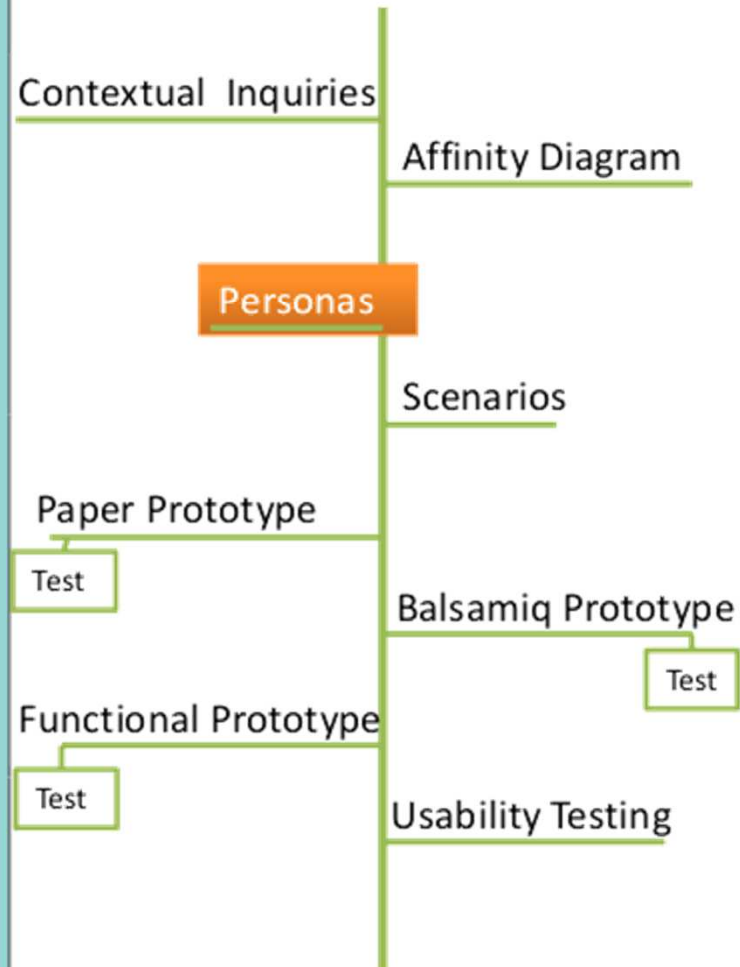 Contextual Inquiries
Affinity Diagram
Personas
Scenarios
Paper Prototype
Test
Balsamiq Prototype
Test
Functional Prototype
Test
Usability Testing